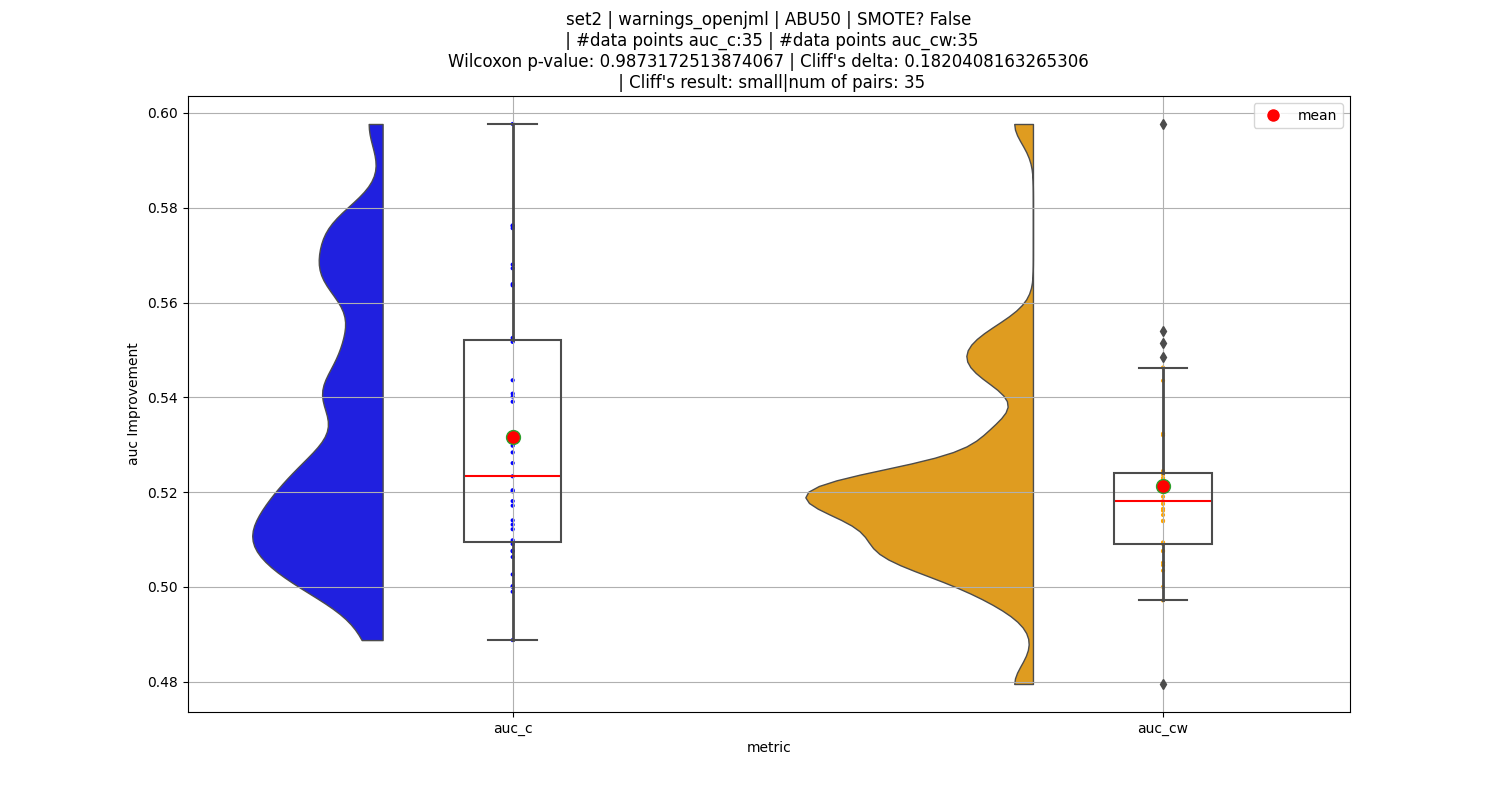 set2 | warnings_openjml | ABU50 | SMOTE? False
| #data points auc_c:35 | #data points auc_cw:35
Wilcoxon p-value: 0.9873172513874067 | Cliff's delta: 0.1820408163265306
| Cliff's result: small|num of pairs: 35
mean
0.60
0.58
0.56
0.54
0.52
0.50
0.48
auc Improvement
auc_c
auc_cw
metric